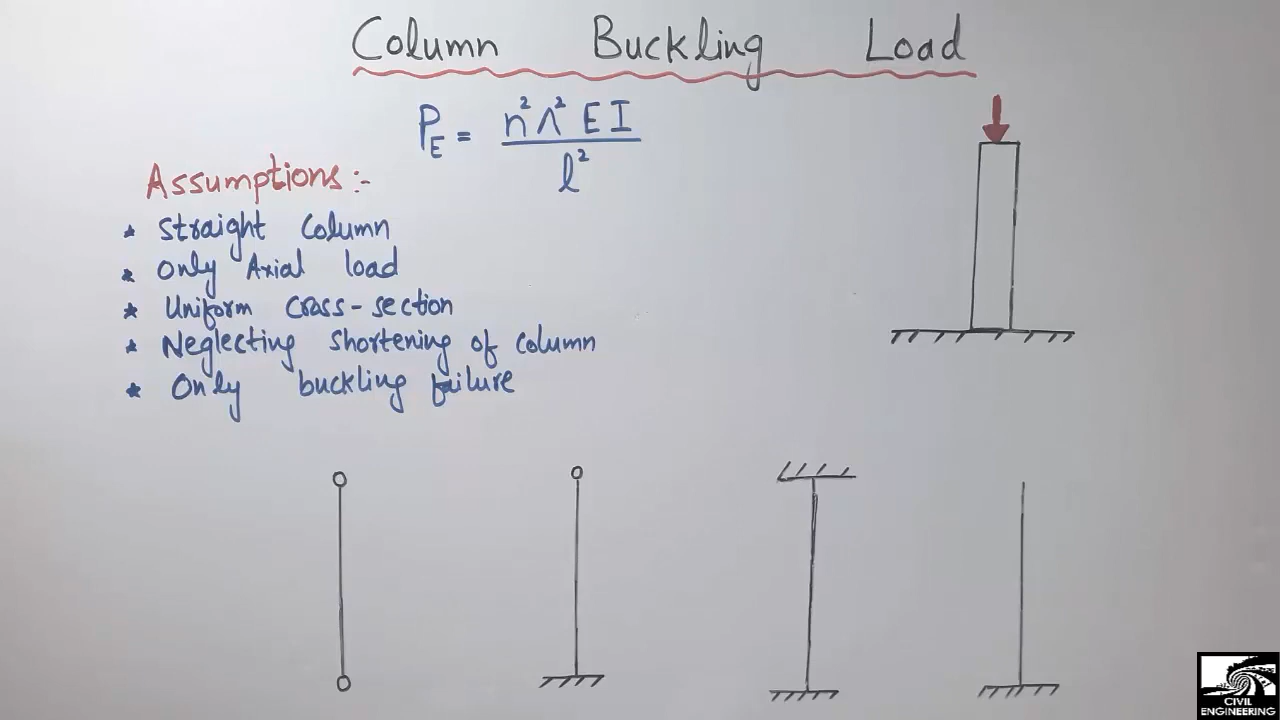 Column Buckling Load
P_E = n²π²EI / l²
Assumptions :-
* Straight Column
* Only Axial load
* Uniform Cross-section
* Neglecting Shortening of column
* Only buckling failure
CIVIL
ENGINEERING